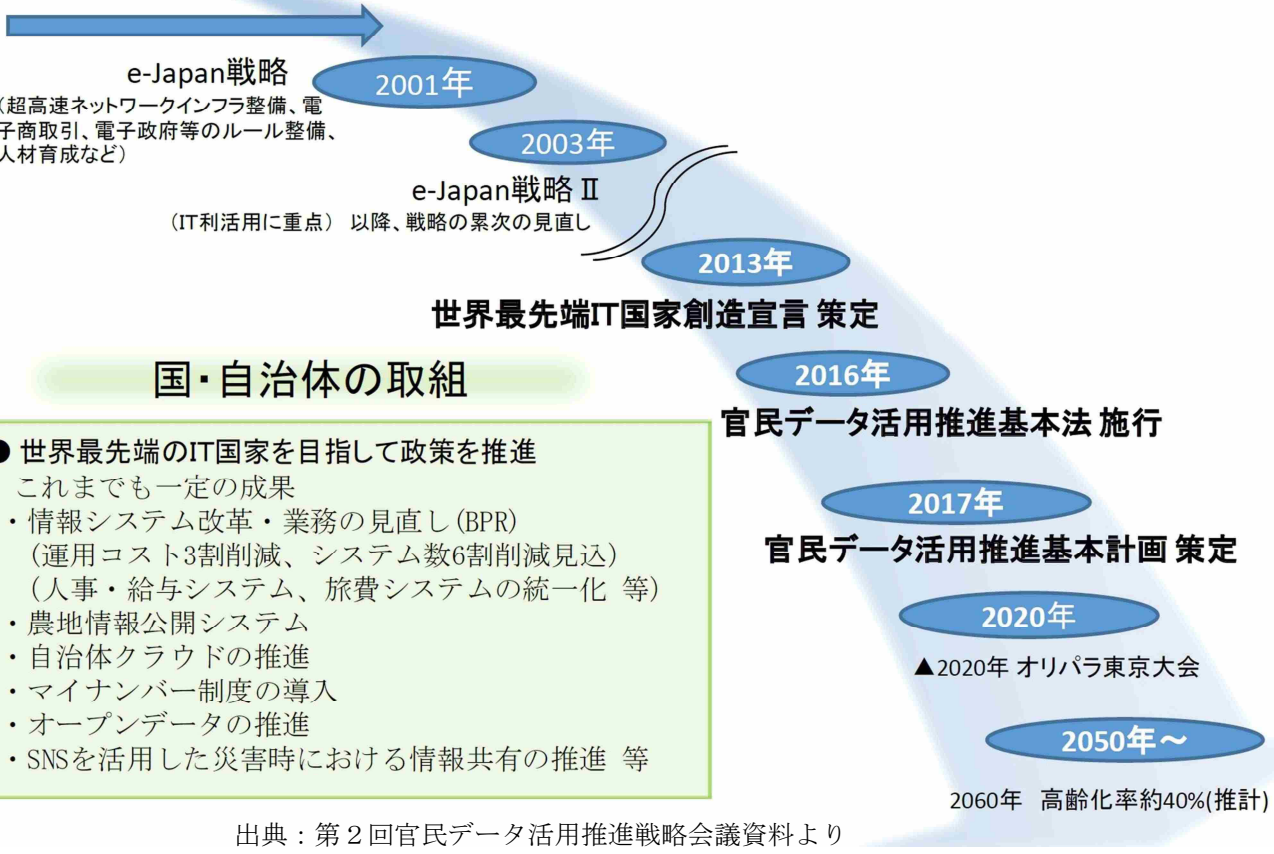 e-Japan戦略
2001年
(超高速ネットワークインフラ整備、電
子商取引、電子政府等のルール整備、
人材育成など)
2003年
e-Japan戦略Ⅱ
(IT利活用に重点) 以降、戦略の累次の見直し
2013年
世界最先端IT国家創造宣言 策定
2016年
官民データ活用推進基本法 施行
2017年
官民データ活用推進基本計画 策定
2020年
▲2020年 オリパラ東京大会
2050年～
2060年 高齢化率約40%(推計)
国・自治体の取組
● 世界最先端のIT国家を目指して政策を推進
これまでも一定の成果
・情報システム改革・業務の見直し(BPR)
(運用コスト3割削減、システム数6割削減見込)
(人事・給与システム、旅費システムの統一化 等)
・農地情報公開システム
・自治体クラウドの推進
・マイナンバー制度の導入
・オープンデータの推進
・SNSを活用した災害時における情報共有の推進 等
出典：第２回官民データ活用推進戦略会議資料より